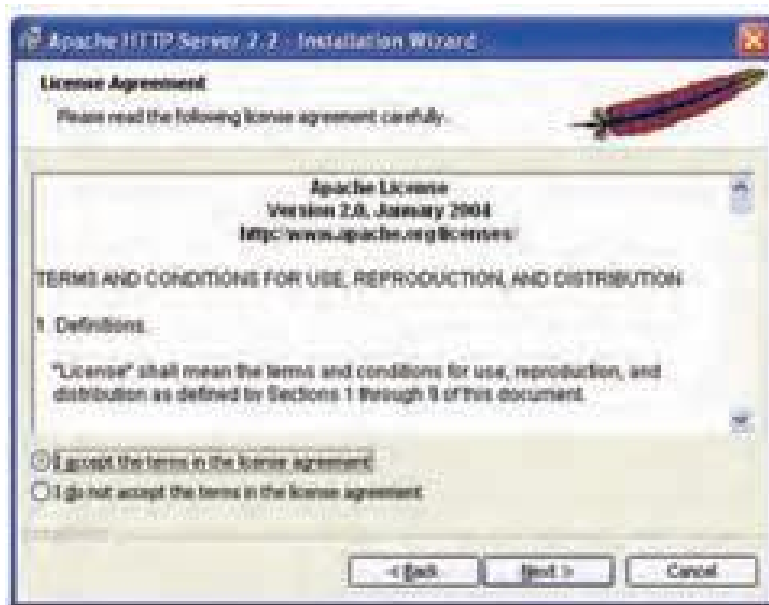 Apache HTTP Server 2.2 - Installation Wizard
License Agreement
Please read the following license agreement carefully.
Apache License
Version 2.0, January 2004
http://www.apache.org/licenses/
TERMS AND CONDITIONS FOR USE, REPRODUCTION, AND DISTRIBUTION
1. Definitions.
"License" shall mean the terms and conditions for use, reproduction, and
distribution as defined by Sections 1 through 9 of this document.
I accept the terms in the license agreement
I do not accept the terms in the license agreement
< Back
Next >
Cancel